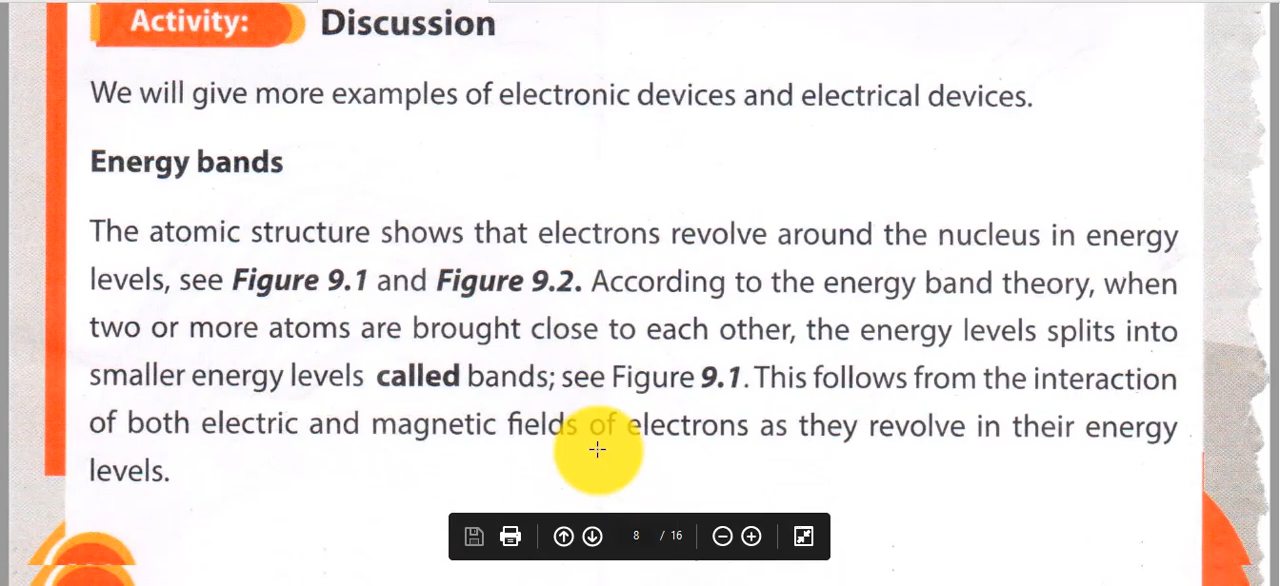 Activity: Discussion
We will give more examples of electronic devices and electrical devices.
Energy bands
The atomic structure shows that electrons revolve around the nucleus in energy
levels, see Figure 9.1 and Figure 9.2. According to the energy band theory, when
two or more atoms are brought close to each other, the energy levels splits into
smaller energy levels called bands; see Figure 9.1. This follows from the interaction
of both electric and magnetic fields of electrons as they revolve in their energy
levels.
8 / 16